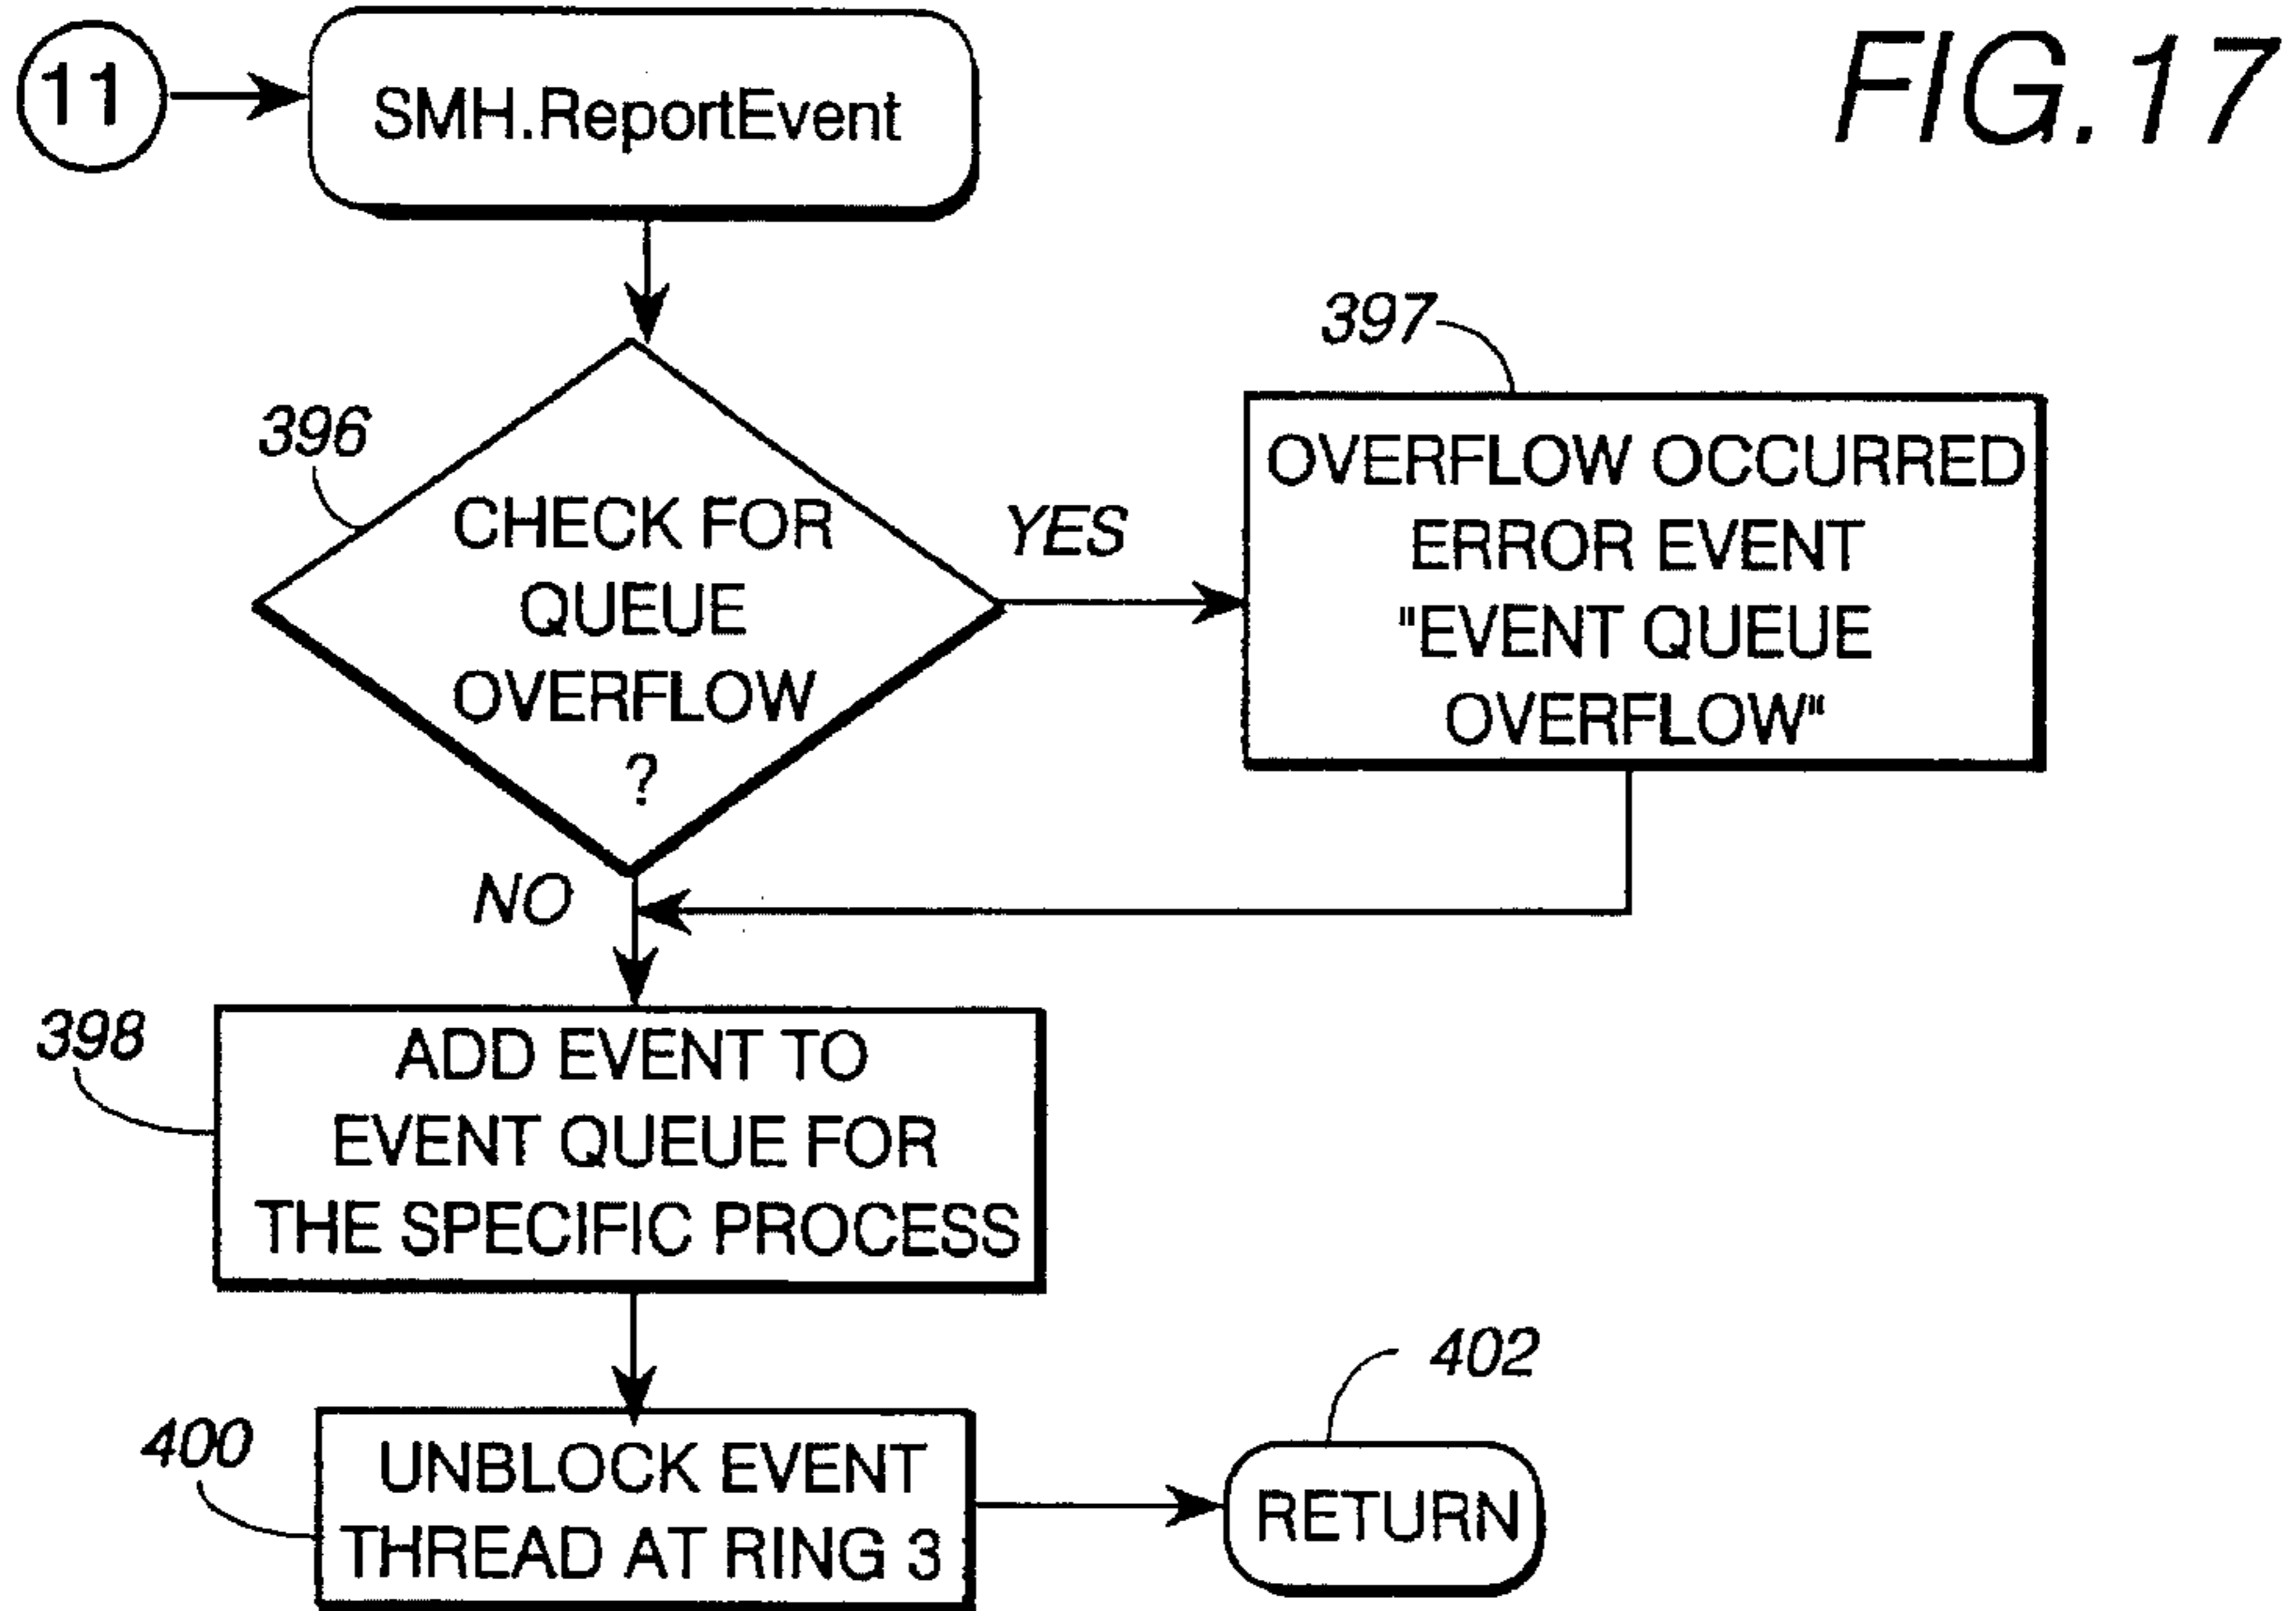 FIG. 17
11
SMH.ReportEvent
396
CHECK FOR
QUEUE
OVERFLOW
?
YES
397
OVERFLOW OCCURRED
ERROR EVENT
"EVENT QUEUE
OVERFLOW"
NO
398
ADD EVENT TO
EVENT QUEUE FOR
THE SPECIFIC PROCESS
400
UNBLOCK EVENT
THREAD AT RING 3
402
RETURN